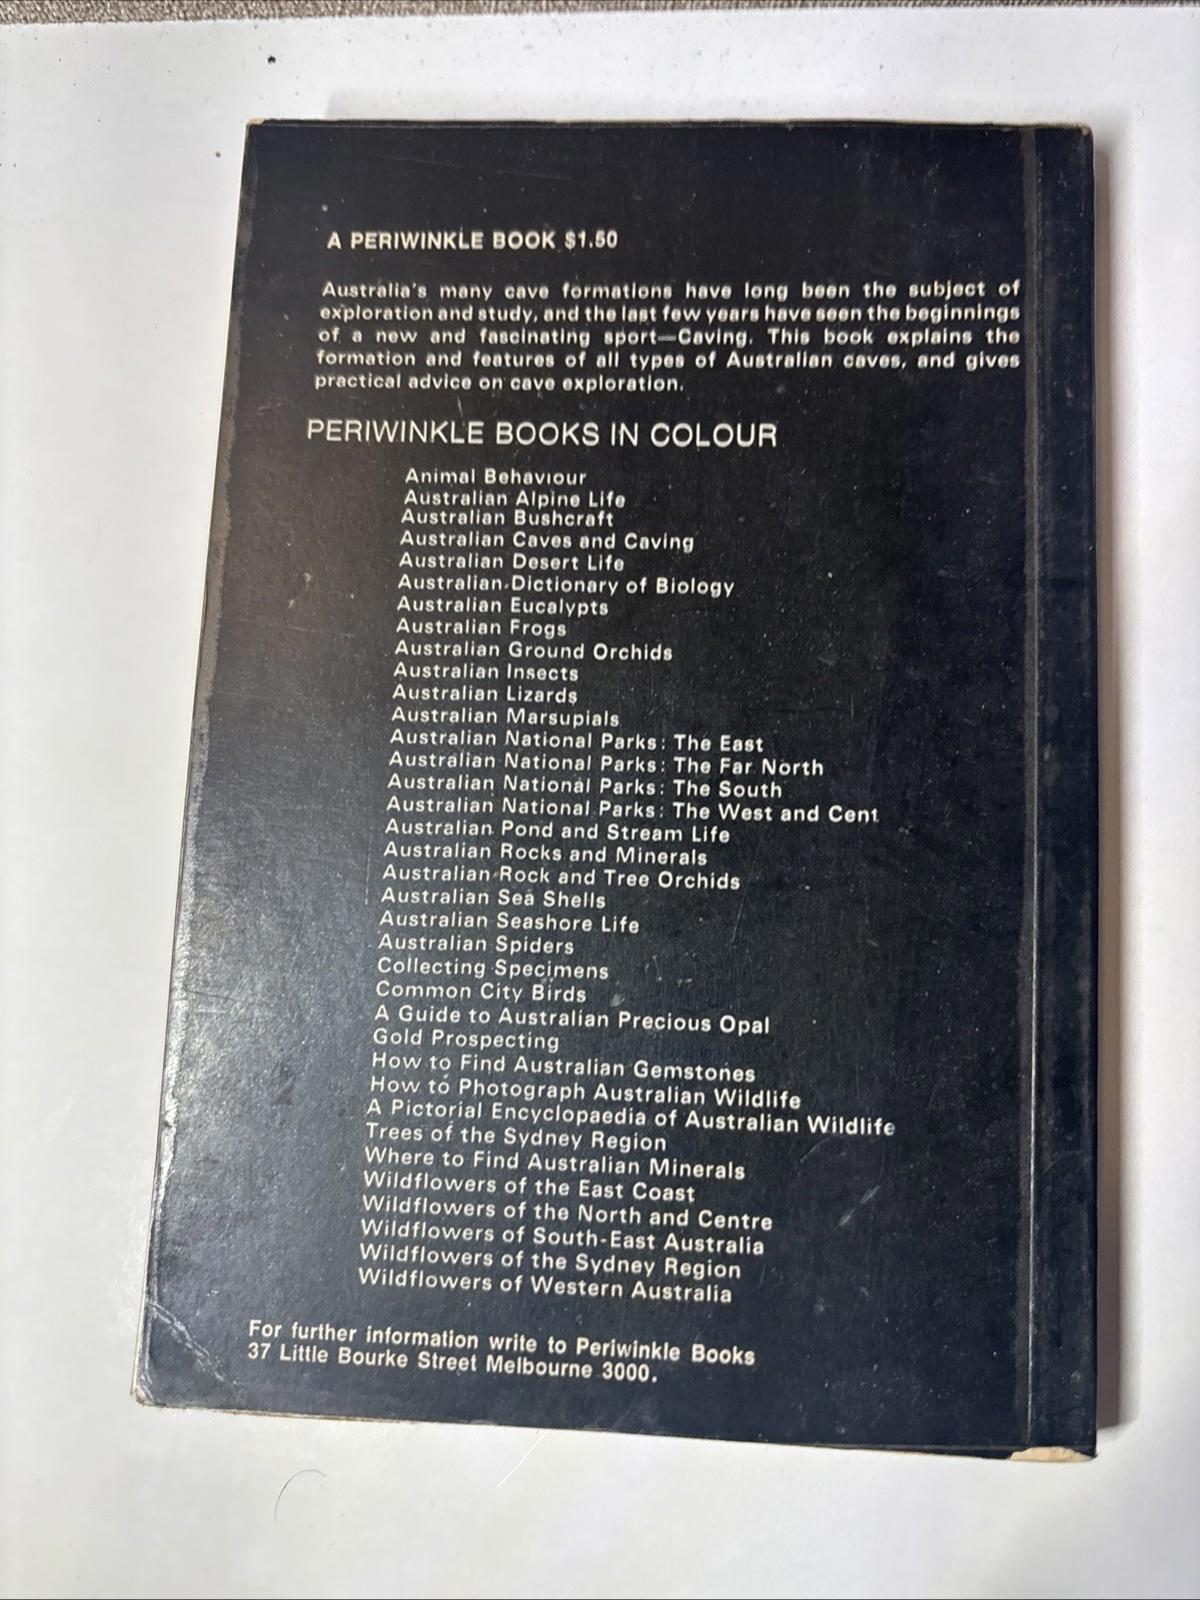 A PERIWINKLE BOOK $1.50
Australia's many cave formations have long been the subject of
exploration and study, and the last few years have seen the beginnings
of a new and fascinating sport—Caving. This book explains the
formation and features of all types of Australian caves, and gives
practical advice on cave exploration.
PERIWINKLE BOOKS IN COLOUR
Animal Behaviour
Australian Alpine Life
Australian Bushcraft
Australian Caves and Caving
Australian Desert Life
Australian Dictionary of Biology
Australian Eucalypts
Australian Frogs
Australian Ground Orchids
Australian Insects
Australian Lizards
Australian Marsupials
Australian National Parks: The East
Australian National Parks: The Far North
Australian National Parks: The South
Australian National Parks: The West and Cent
Australian Pond and Stream Life
Australian Rocks and Minerals
Australian Rock and Tree Orchids
Australian Sea Shells
Australian Seashore Life
Australian Spiders
Collecting Specimens
Common City Birds
A Guide to Australian Precious Opal
Gold Prospecting
How to Find Australian Gemstones
How to Photograph Australian Wildlife
A Pictorial Encyclopaedia of Australian Wildlife
Trees of the Sydney Region
Where to Find Australian Minerals
Wildflowers of the East Coast
Wildflowers of the North and Centre
Wildflowers of South-East Australia
Wildflowers of the Sydney Region
Wildflowers of Western Australia
For further information write to Periwinkle Books
37 Little Bourke Street Melbourne 3000.